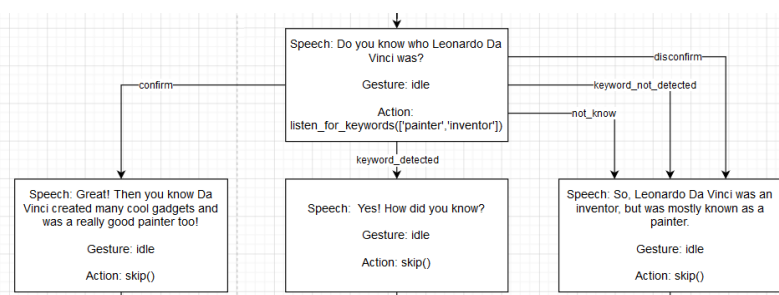 Speech: Do you know who Leonardo Da
Vinci was?
Gesture: idle
Action:
listen_for_keywords(['painter','inventor'])
disconfirm
confirm
keyword_not_detected
not_know
keyword_detected
Speech: Great! Then you know Da
Vinci created many cool gadgets and
was a really good painter too!
Gesture: idle
Action: skip()
Speech: Yes! How did you know?
Gesture: idle
Action: skip()
Speech: So, Leonardo Da Vinci was an
inventor, but was mostly known as a
painter.
Gesture: idle
Action: skip()